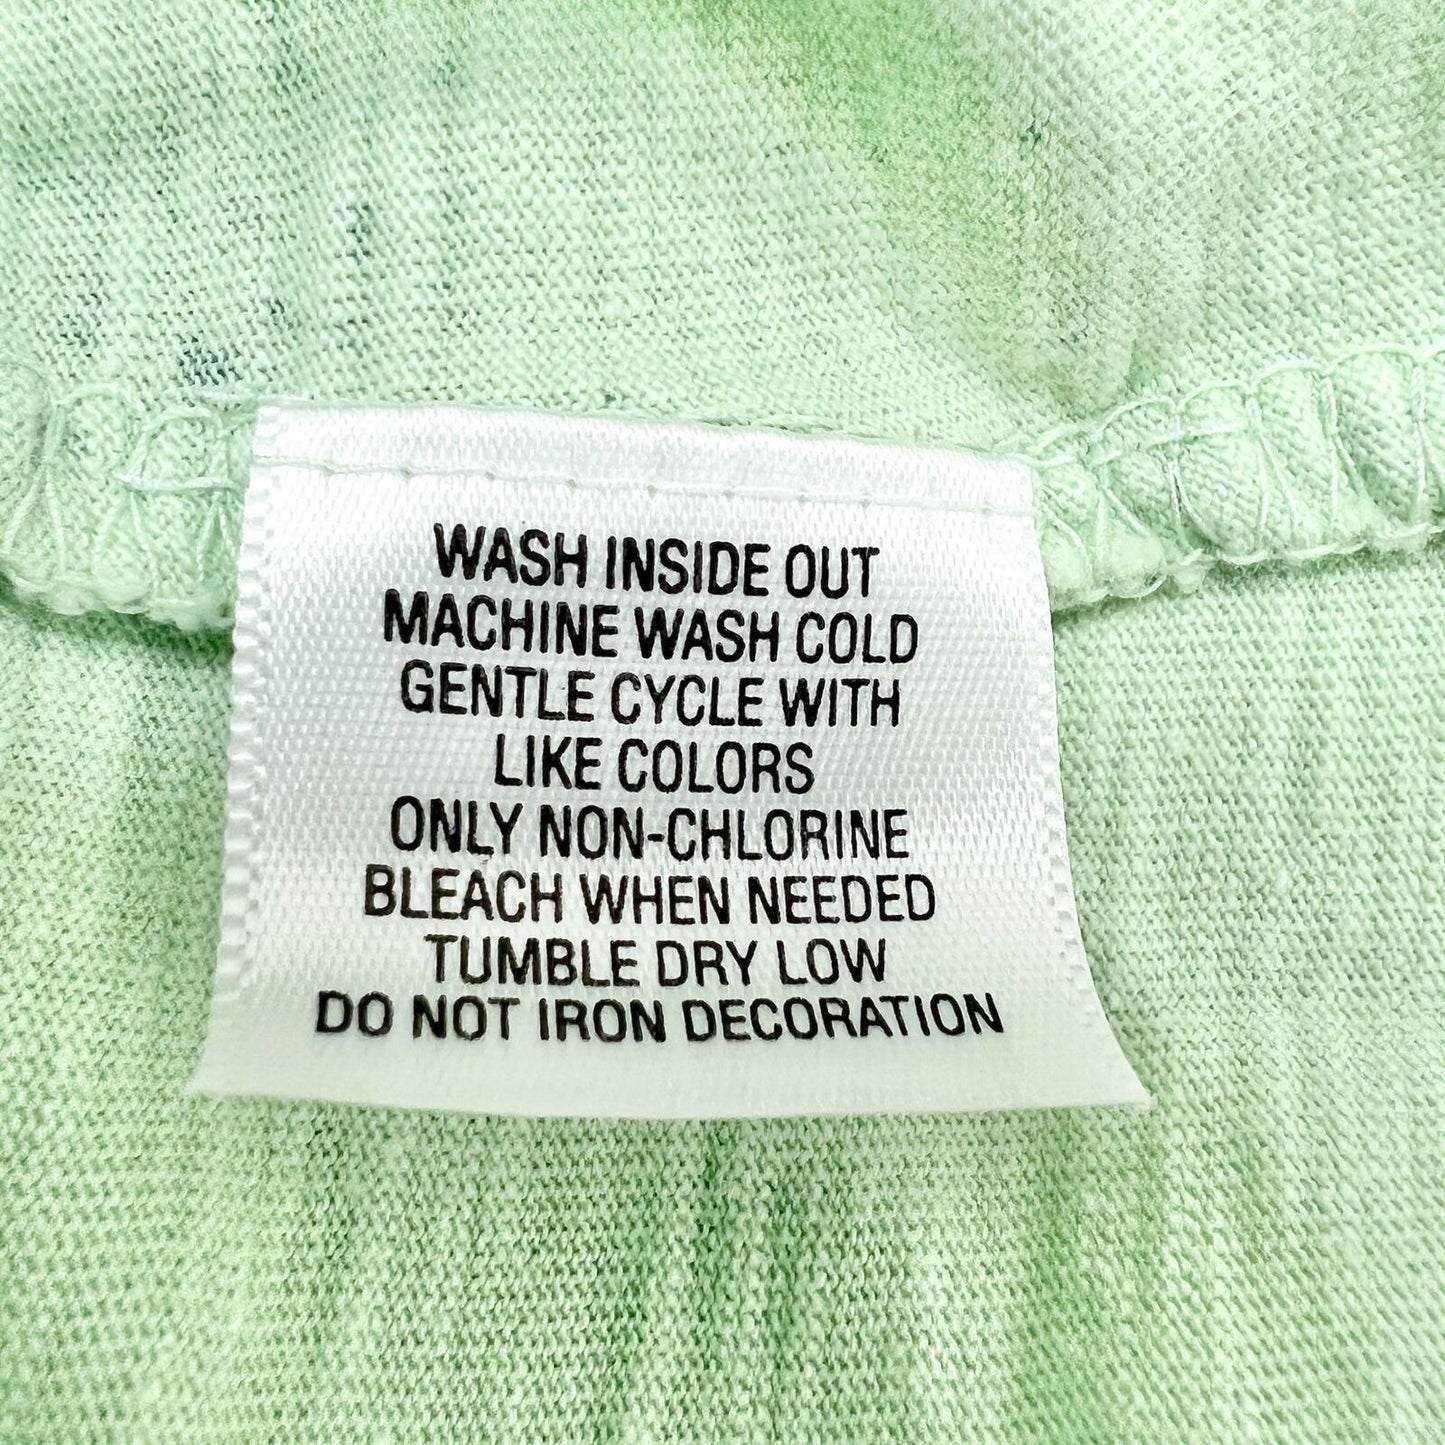 WASH INSIDE OUT
MACHINE WASH COLD
GENTLE CYCLE WITH
LIKE COLORS
ONLY NON-CHLORINE
BLEACH WHEN NEEDED
TUMBLE DRY LOW
DO NOT IRON DECORATION